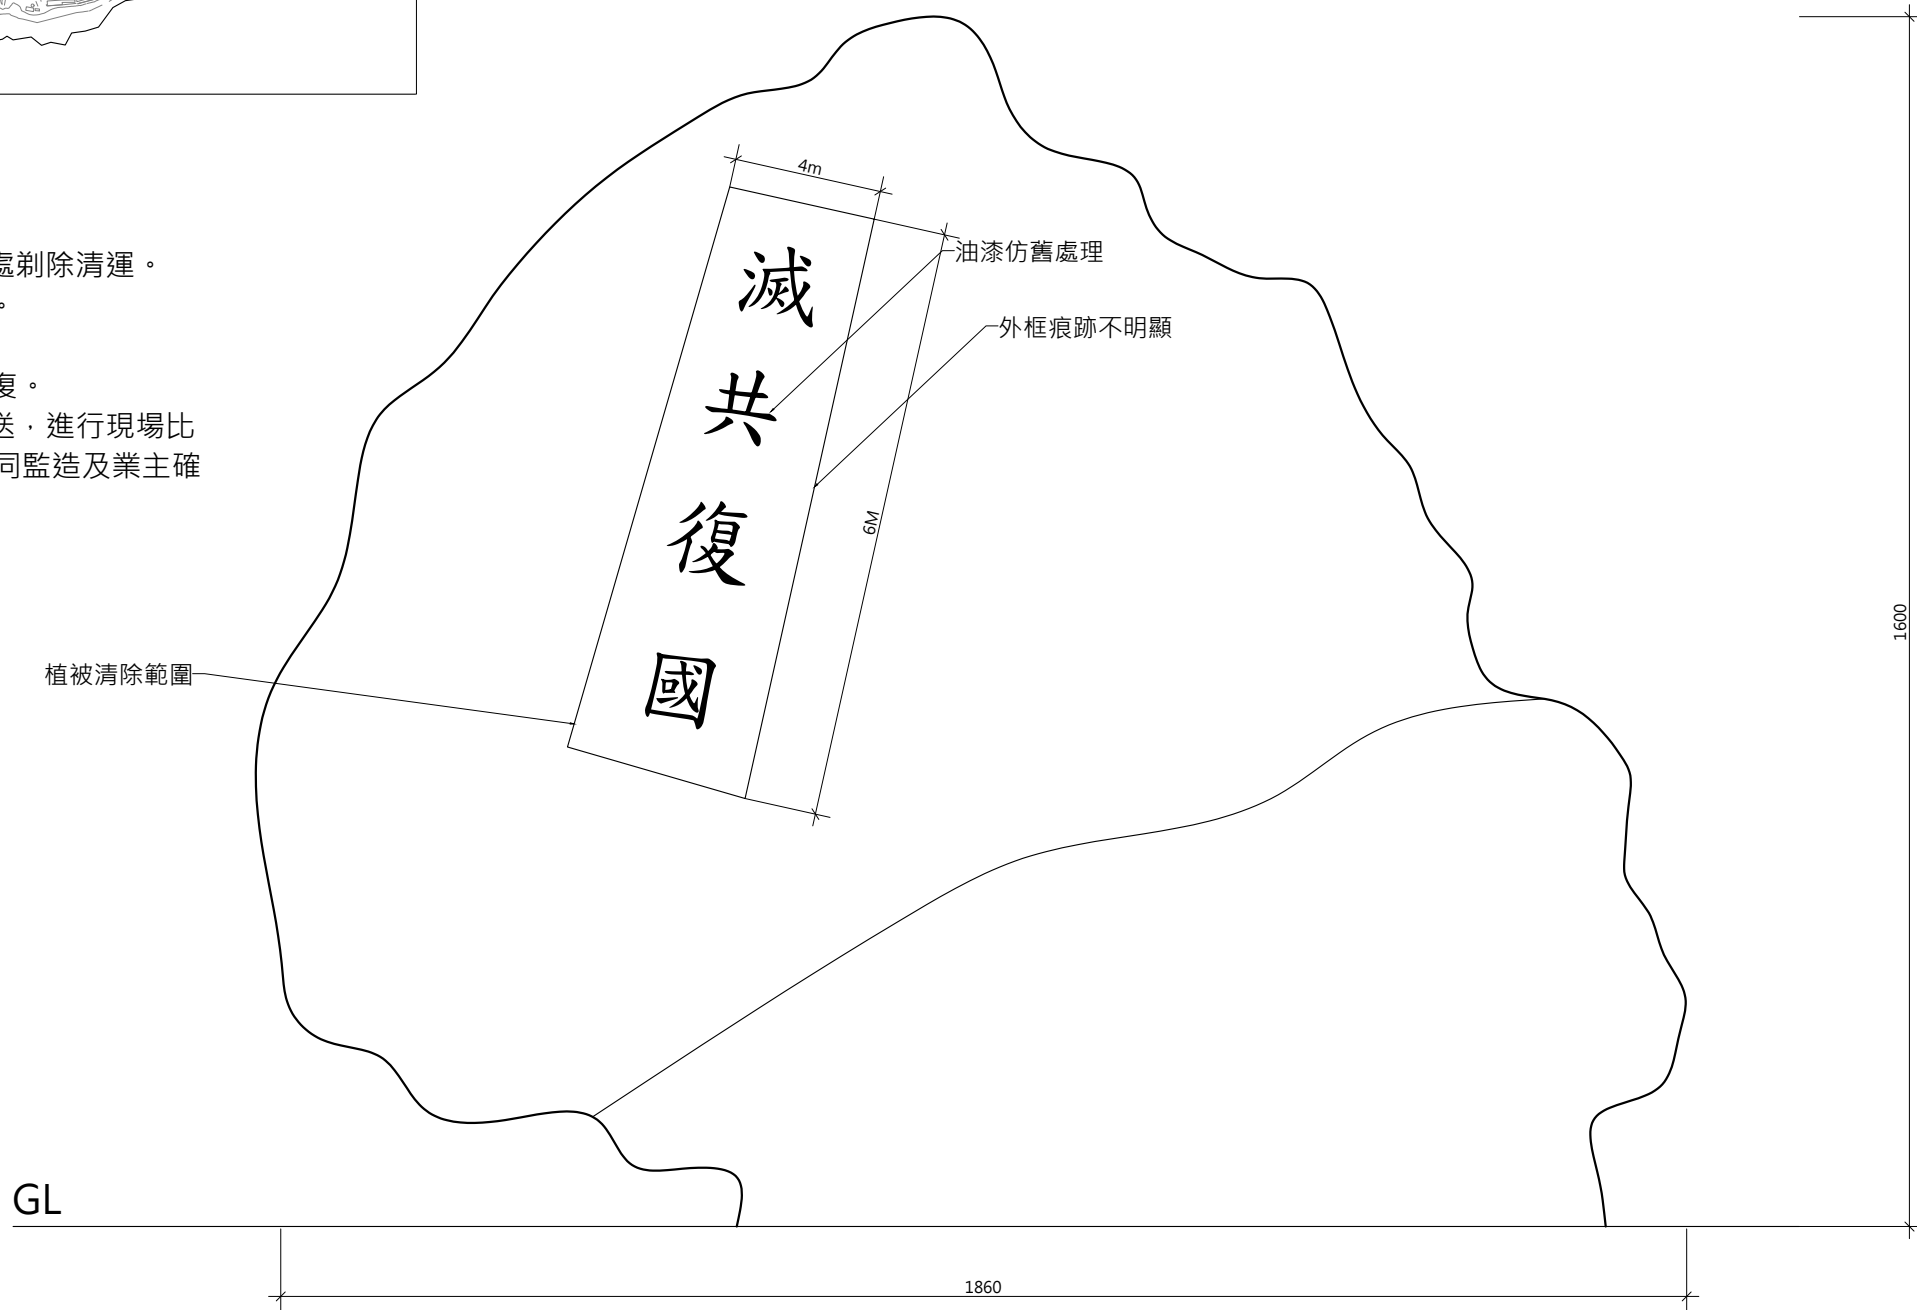 處剃除清運。
。
復。
送，進行現場比
同監造及業主確
4m
油漆仿舊處理
外框痕跡不明顯
滅
共
復
國
6M
1600
植被清除範圍
GL
1860